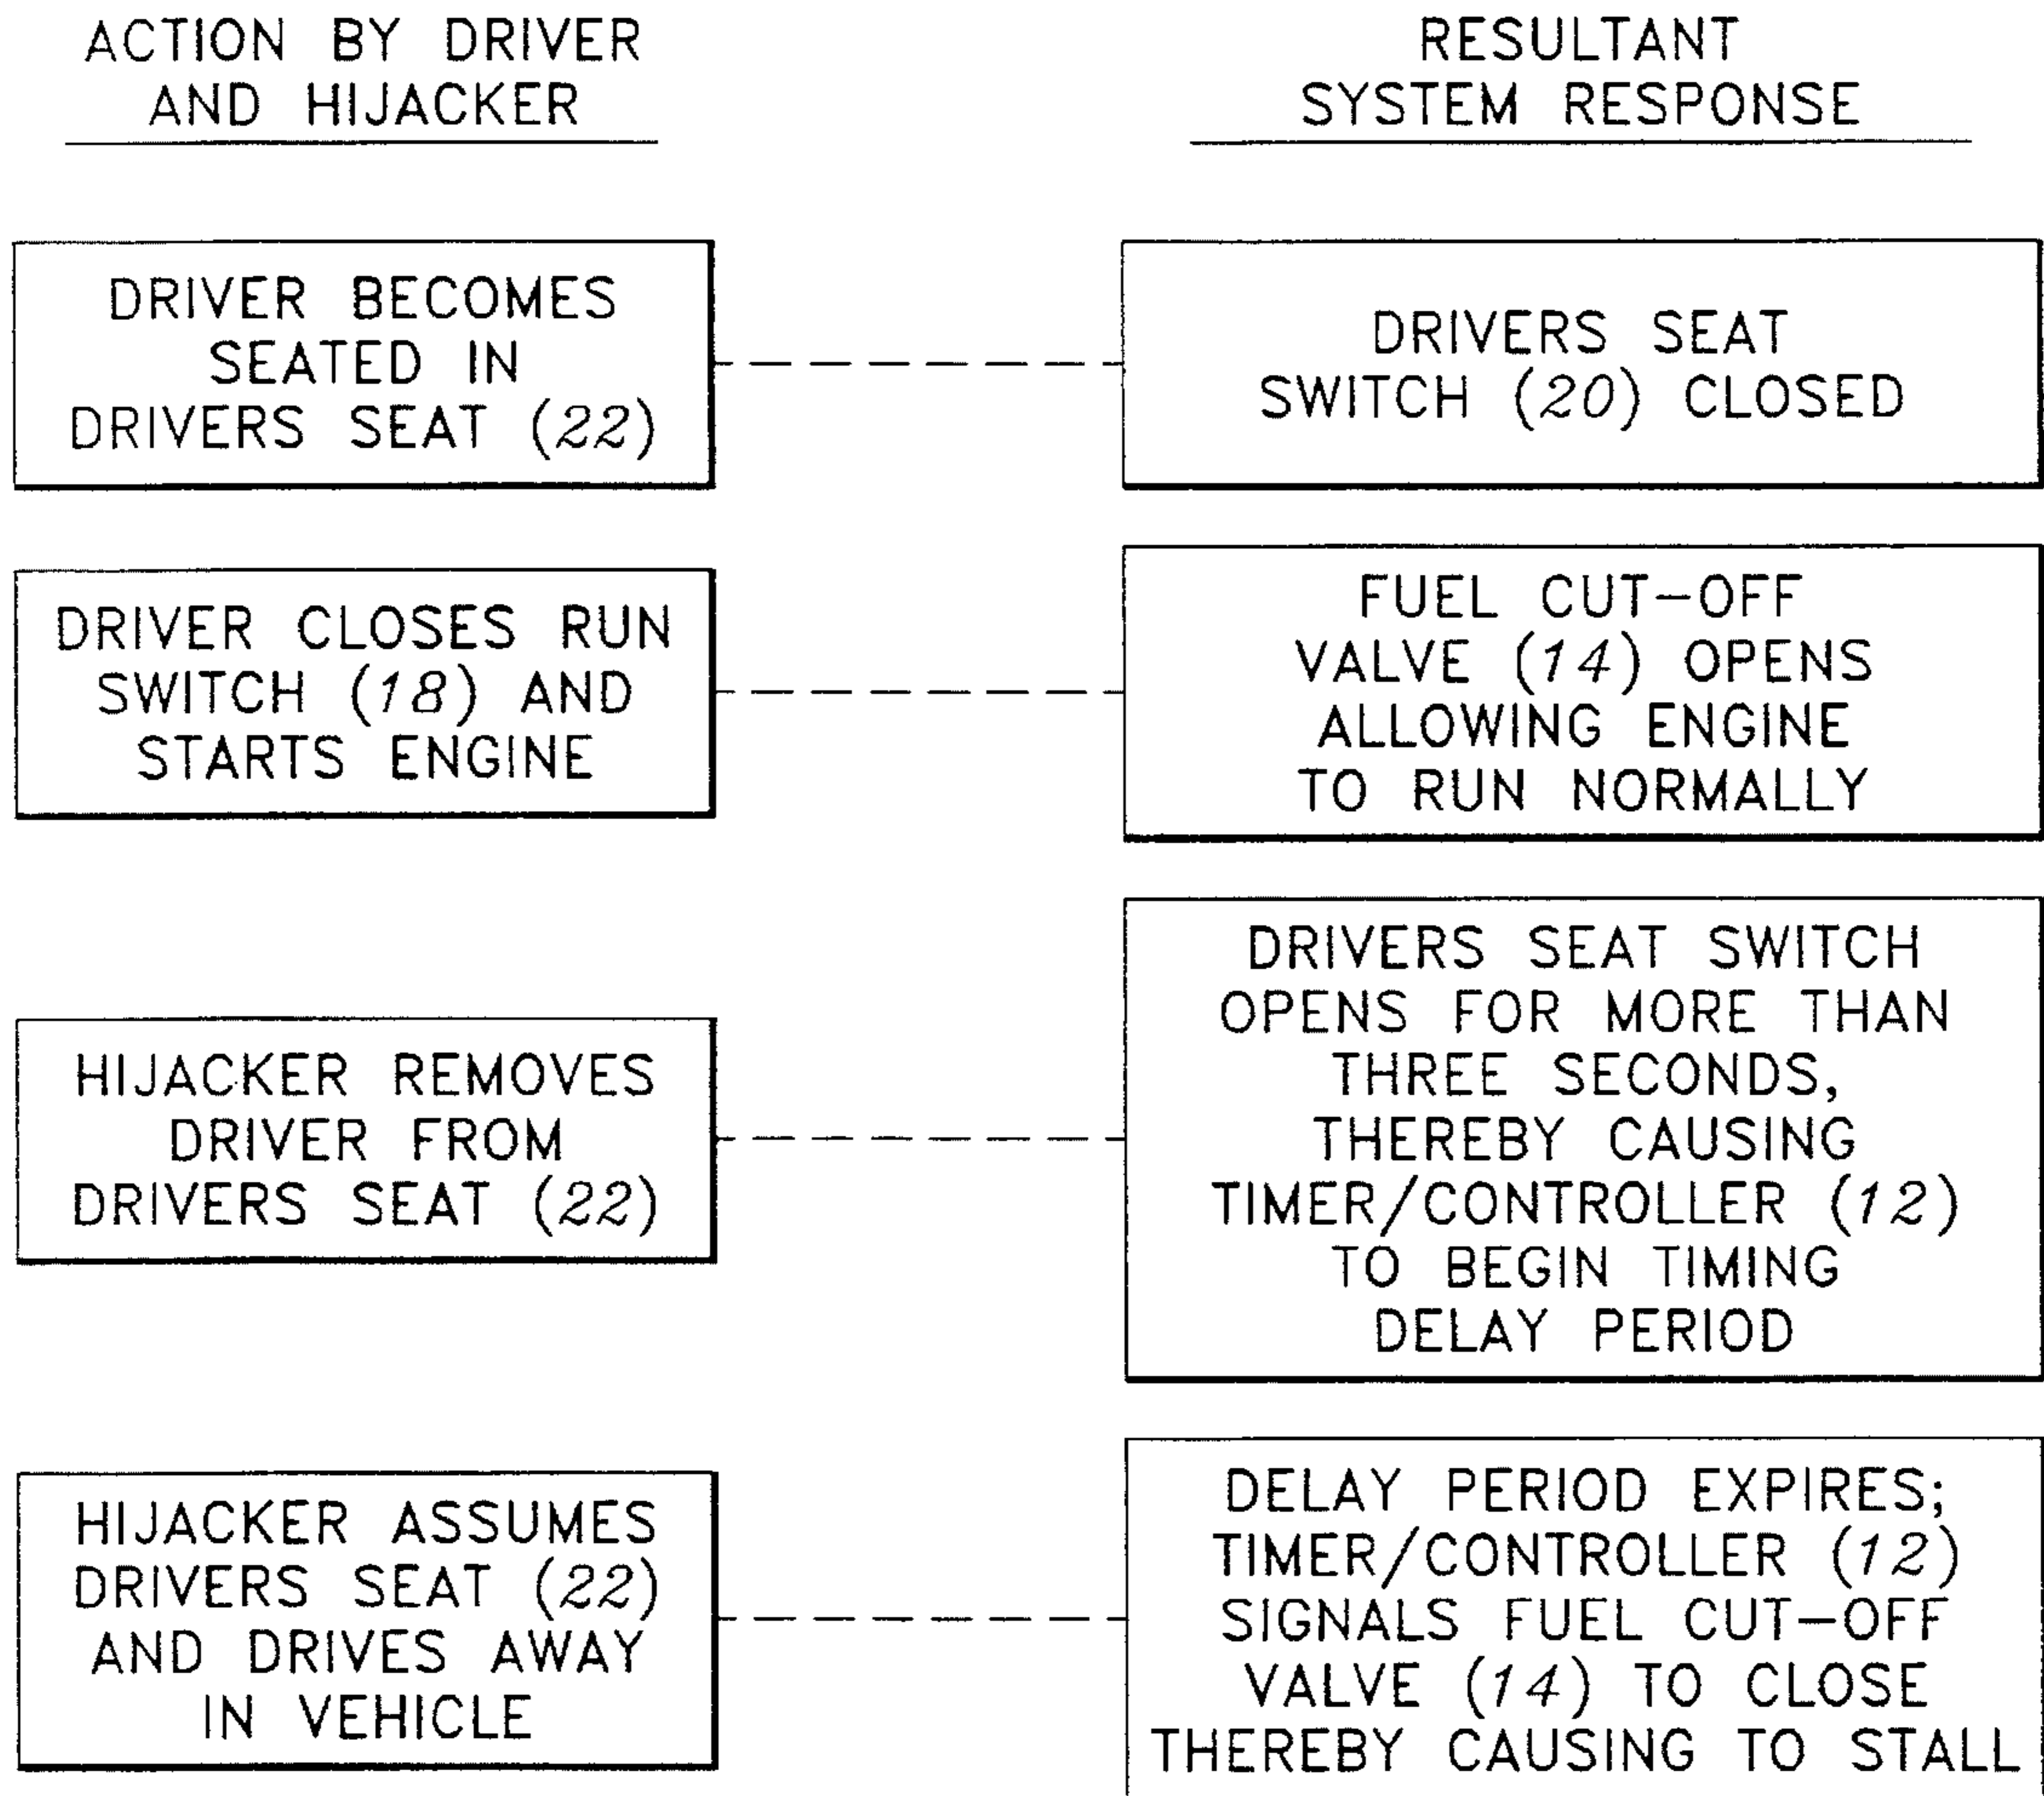 ACTION BY DRIVER
AND HIJACKER
RESULTANT
SYSTEM RESPONSE
DRIVER BECOMES
SEATED IN
DRIVERS SEAT (22)
DRIVERS SEAT
SWITCH (20) CLOSED
DRIVER CLOSES RUN
SWITCH (18) AND
STARTS ENGINE
FUEL CUT-OFF
VALVE (14) OPENS
ALLOWING ENGINE
TO RUN NORMALLY
HIJACKER REMOVES
DRIVER FROM
DRIVERS SEAT (22)
DRIVERS SEAT SWITCH
OPENS FOR MORE THAN
THREE SECONDS,
THEREBY CAUSING
TIMER/CONTROLLER (12)
TO BEGIN TIMING
DELAY PERIOD
HIJACKER ASSUMES
DRIVERS SEAT (22)
AND DRIVES AWAY
IN VEHICLE
DELAY PERIOD EXPIRES;
TIMER/CONTROLLER (12)
SIGNALS FUEL CUT-OFF
VALVE (14) TO CLOSE
THEREBY CAUSING TO STALL